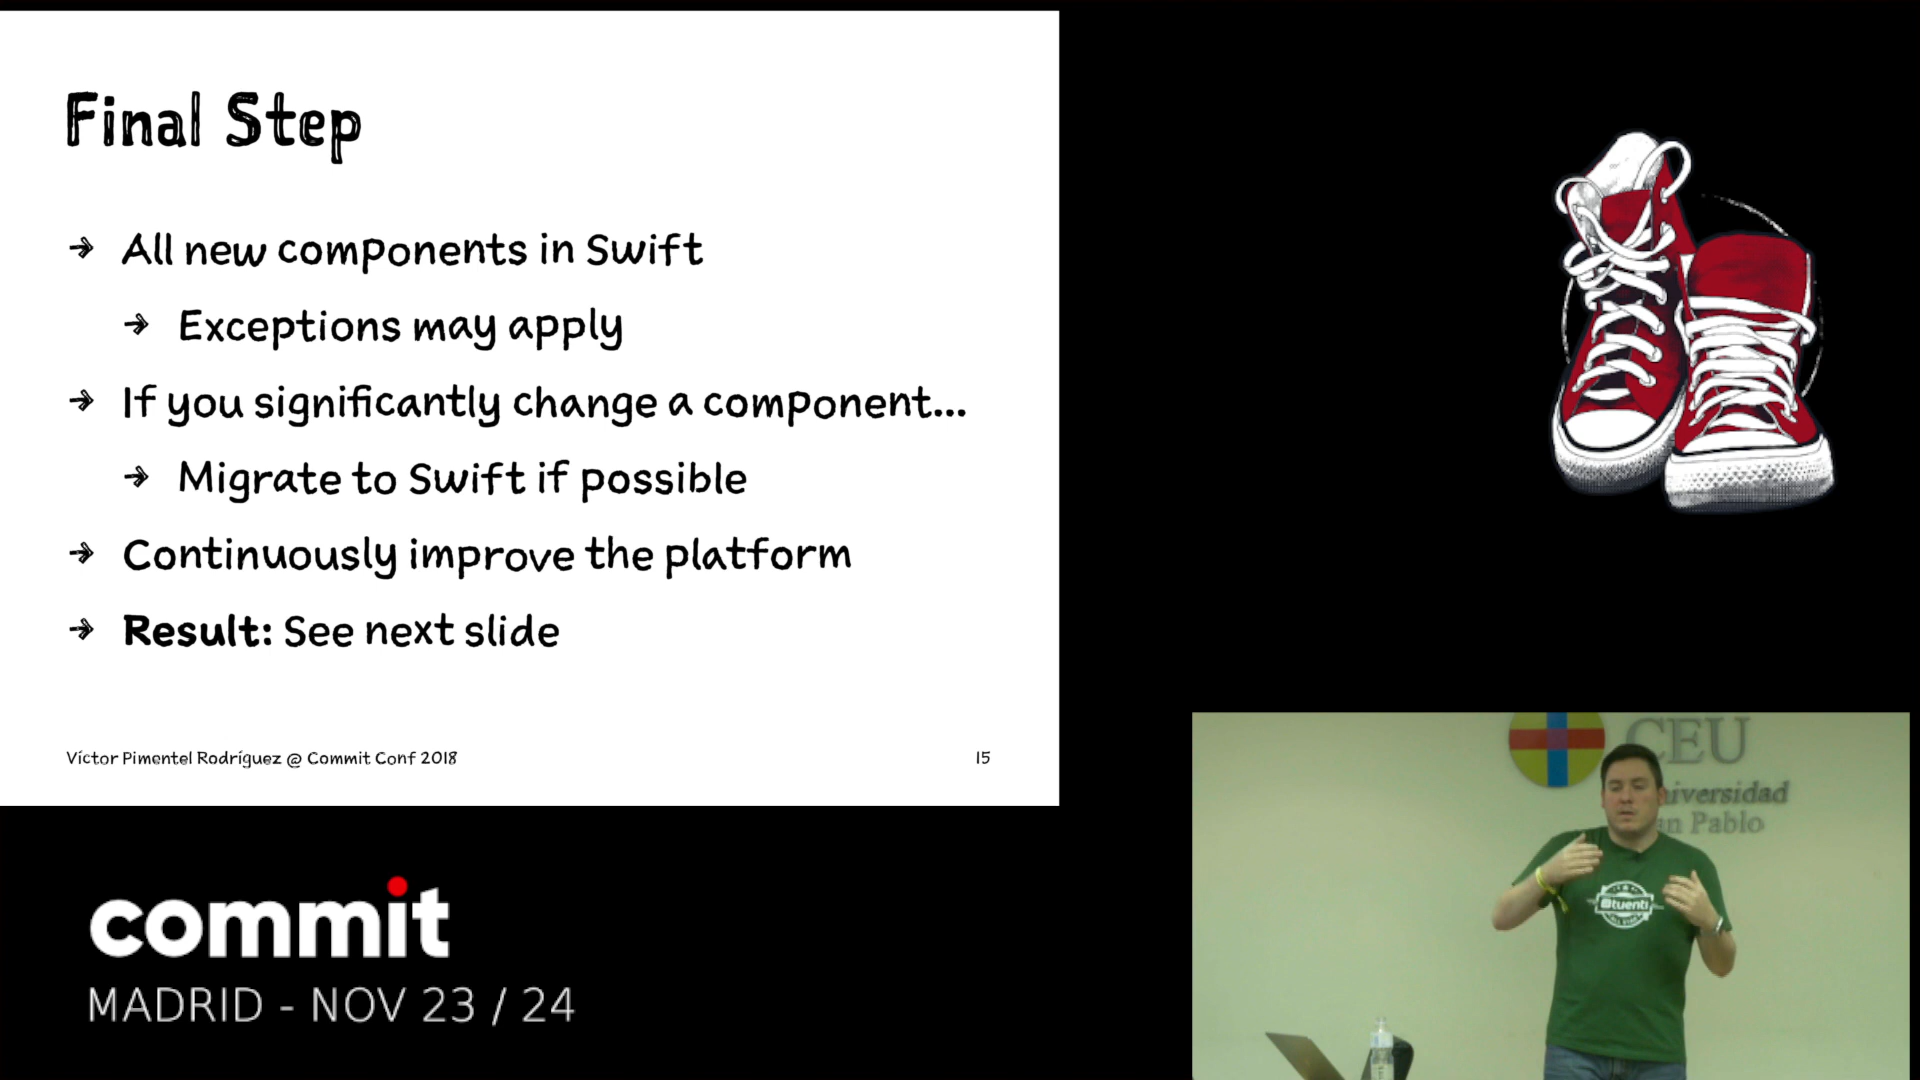 Final Step
All new components in Swift
Exceptions may apply
If you significantly change a component...
Migrate to Swift if possible
Continuously improve the platform
Result: See next slide
Víctor Pimentel Rodríguez @ Commit Conf 2018
15
commit
MADRID - NOV 23 / 24
CEU
Pablo
tuenti